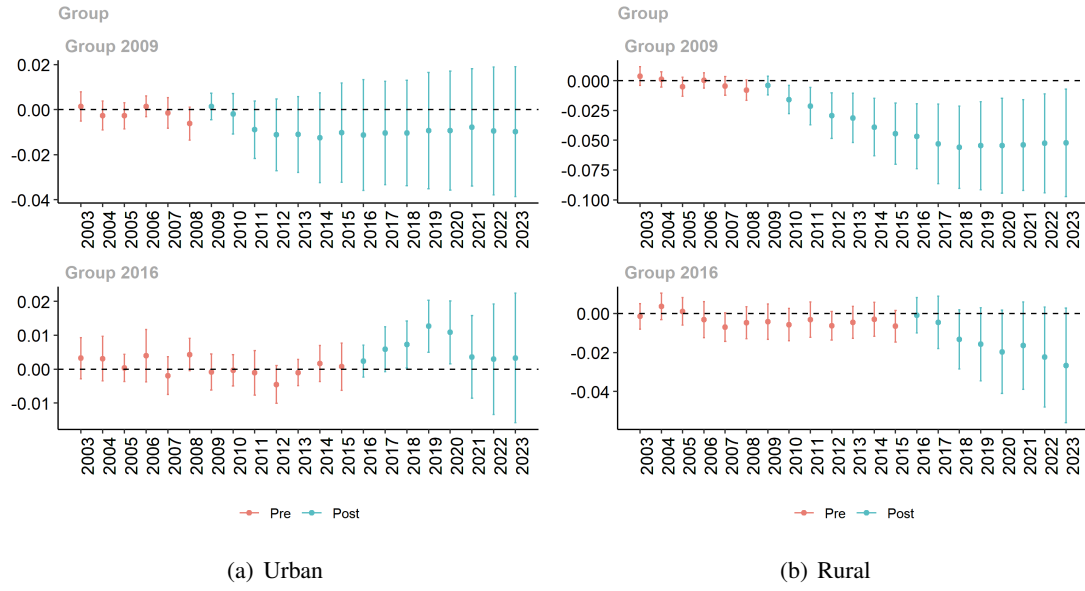 Group
Group 2009
0.02
0.00
-0.02
-0.04
2003 2004 2005 2006 2007 2008 2009 2010 2011 2012 2013 2014 2015 2016 2017 2018 2019 2020 2021 2022 2023
Group 2016
0.02
0.01
0.00
-0.01
2003 2004 2005 2006 2007 2008 2009 2010 2011 2012 2013 2014 2015 2016 2017 2018 2019 2020 2021 2022 2023
Pre Post
(a) Urban
Group
Group 2009
0.000
-0.025
-0.050
-0.075
-0.100
2003 2004 2005 2006 2007 2008 2009 2010 2011 2012 2013 2014 2015 2016 2017 2018 2019 2020 2021 2022 2023
Group 2016
0.00
-0.02
-0.04
2003 2004 2005 2006 2007 2008 2009 2010 2011 2012 2013 2014 2015 2016 2017 2018 2019 2020 2021 2022 2023
Pre Post
(b) Rural